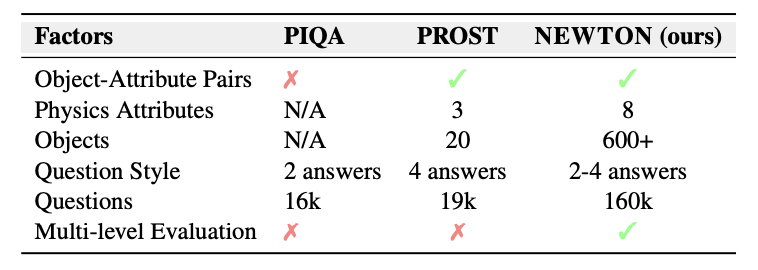 Factors PIQA PROST NEWTON (ours)
Object-Attribute Pairs ✗ ✓ ✓
Physics Attributes N/A 3 8
Objects N/A 20 600+
Question Style 2 answers 4 answers 2-4 answers
Questions 16k 19k 160k
Multi-level Evaluation ✗ ✗ ✓